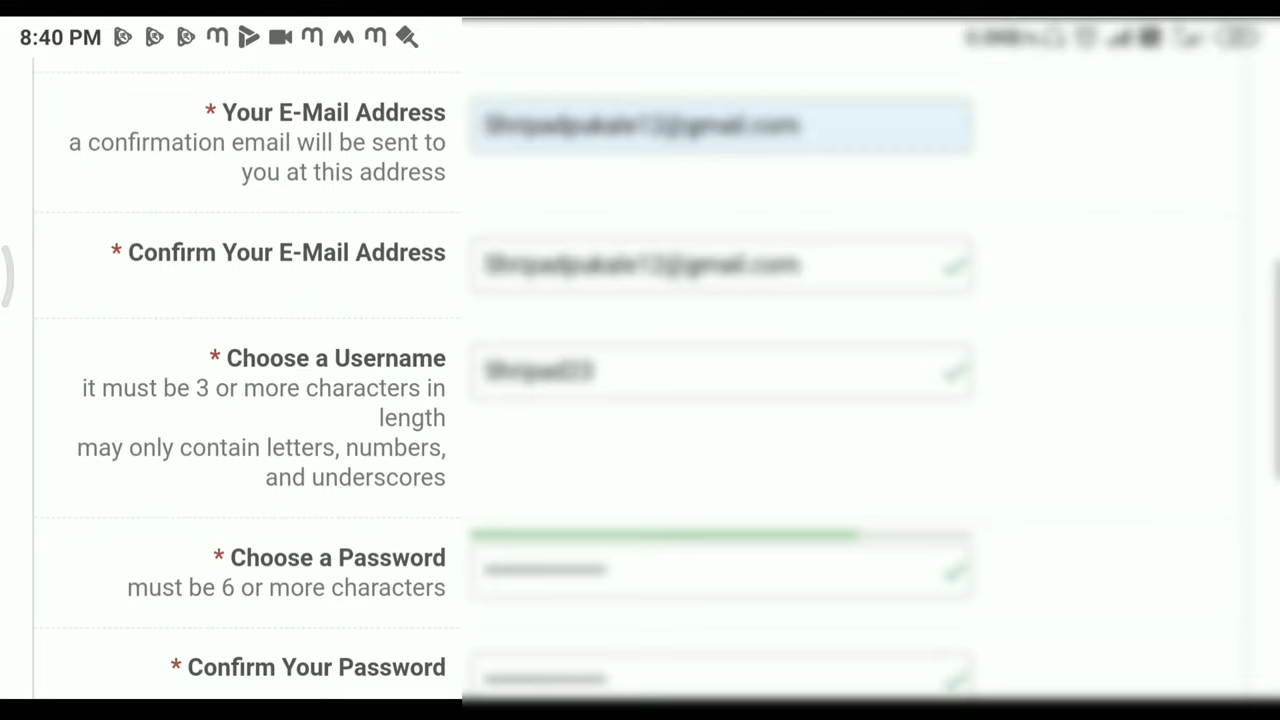 8:40 PM
* Your E-Mail Address
a confirmation email will be sent to
you at this address
* Confirm Your E-Mail Address
* Choose a Username
it must be 3 or more characters in
length
may only contain letters, numbers,
and underscores
* Choose a Password
must be 6 or more characters
* Confirm Your Password